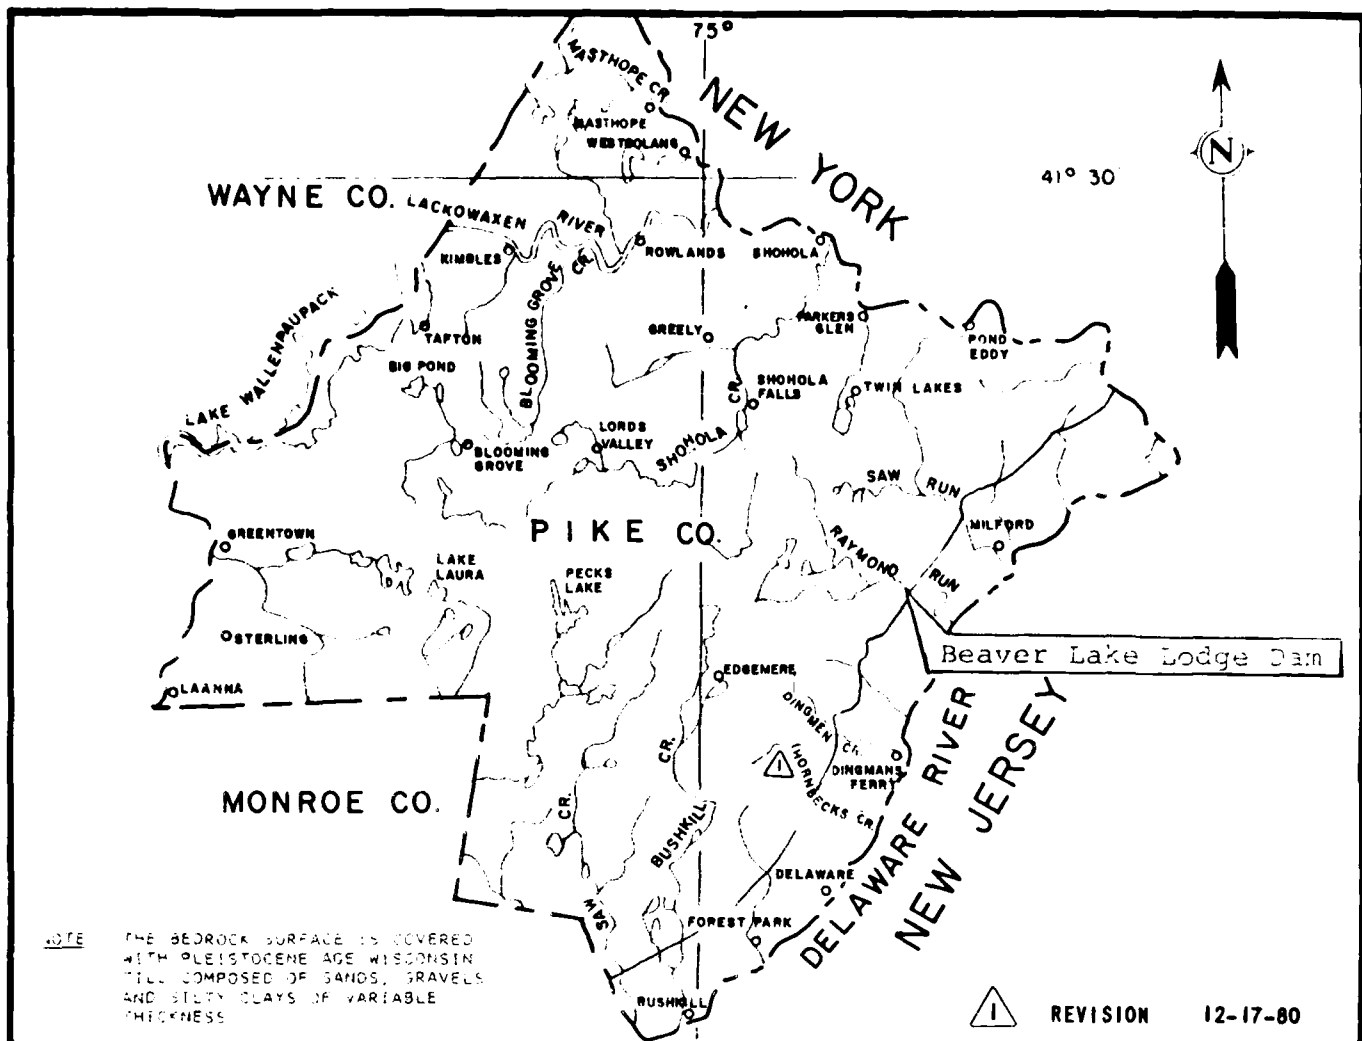 75°
MASTHOPE CR.
NEW YORK
MASTHOPE
WESTBOLANG
N
41° 30'
WAYNE CO.
LACKOWAXEN RIVER
KIMBLES
ROWLANDS
SHOHOLA
BLOOMING GROVE CR.
LAKE WALLENPAUPACK
TAFTON
GREELY
PARKERS
GLEN
POND
EDDY
BIG POND
SHOHOLA
FALLS
TWIN LAKES
LORDS
VALLEY
SHOHOLA CR.
BLOOMING
GROVE
SAW RUN
PIKE CO.
MILFORD
RAYMOND RUN
GREENTOWN
LAKE
LAURA
PECKS
LAKE
STERLING
Beaver Lake Lodge Dam
LAANNA
EDGEMERE
DINGMEN CR.
DINGMANS
FERRY
1
THORNBECKS CR.
MONROE CO.
CR.
CR.
BUSHKILL
SAW
DELAWARE
DELAWARE RIVER
NEW JERSEY
FOREST PARK
BUSHKILL
NOTE THE BEDROCK SURFACE IS COVERED
WITH PLEISTOCENE AGE WISCONSIN
TILL COMPOSED OF SANDS, GRAVELS
AND SILTY CLAYS OF VARIABLE
THICKNESS
1 REVISION 12-17-80